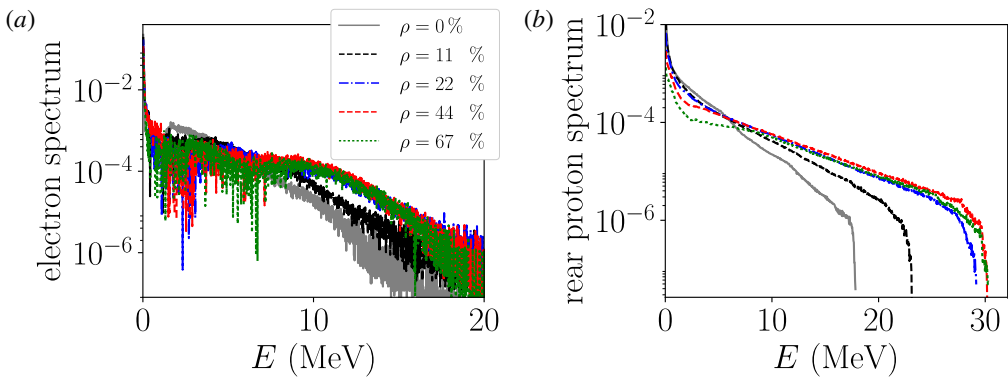 (a)
electron spectrum
10⁻²
10⁻⁴
10⁻⁶
0
10
20
E (MeV)
ρ = 0 %
ρ = 11 %
ρ = 22 %
ρ = 44 %
ρ = 67 %
(b)
rear proton spectrum
10⁻²
10⁻⁴
10⁻⁶
0
10
20
30
E (MeV)